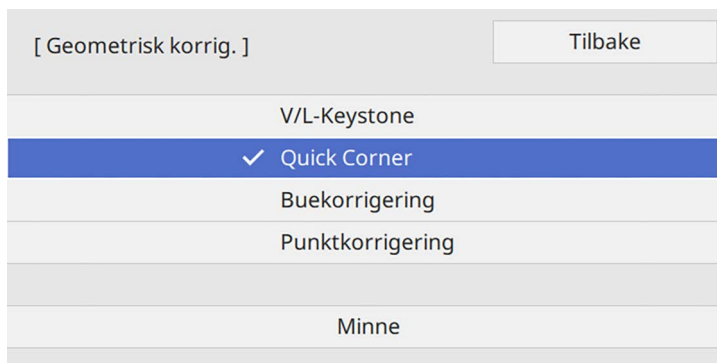 [ Geometrisk korrig. ]
Tilbake
V/L-Keystone
Quick Corner
Buekorrigering
Punktkorrigering
Minne